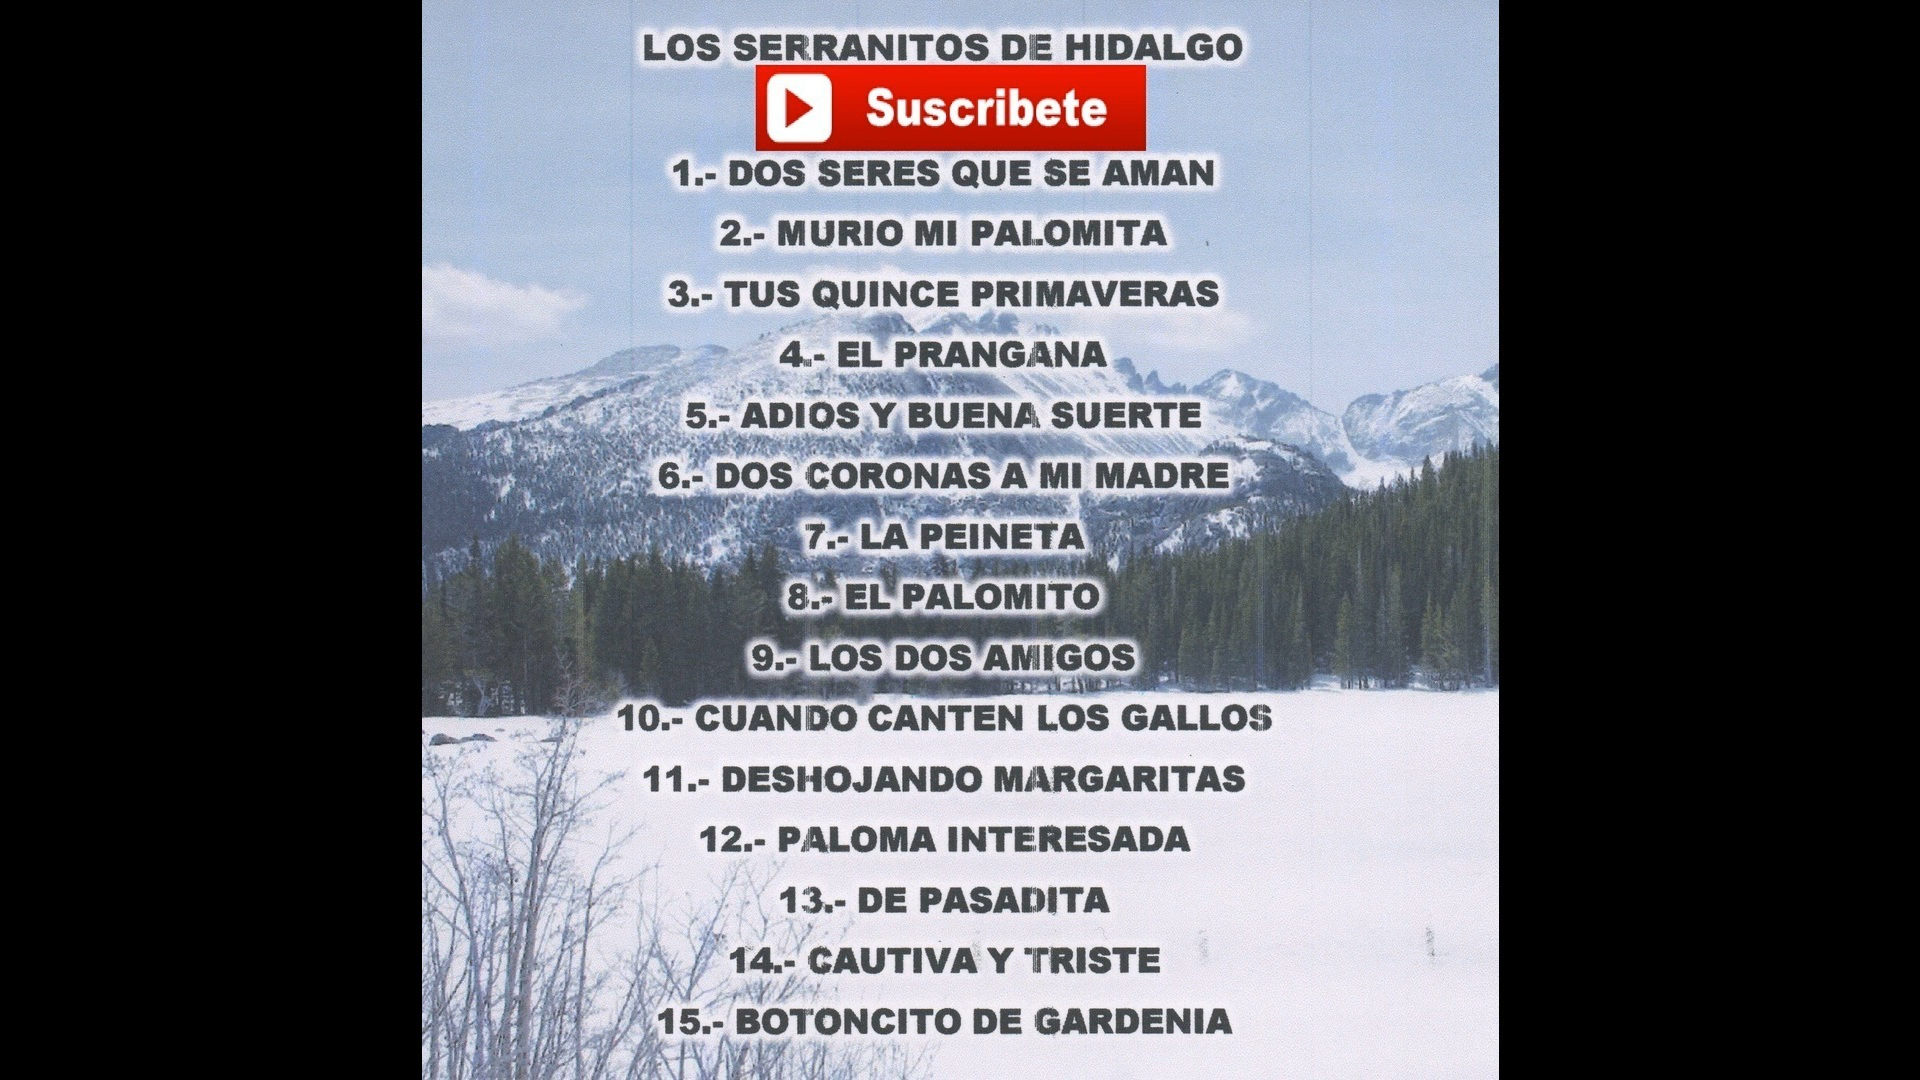 LOS SERRANITOS DE HIDALGO
Suscribete
1.- DOS SERES QUE SE AMAN
2.- MURIO MI PALOMITA
3.- TUS QUINCE PRIMAVERAS
4.- EL PRANGANA
5.- ADIOS Y BUENA SUERTE
6.- DOS CORONAS A MI MADRE
7.- LA PEINETA
8.- EL PALOMITO
9.- LOS DOS AMIGOS
10.- CUANDO CANTEN LOS GALLOS
11.- DESHOJANDO MARGARITAS
12.- PALOMA INTERESADA
13.- DE PASADITA
14.- CAUTIVA Y TRISTE
15.- BOTONCITO DE GARDENIA